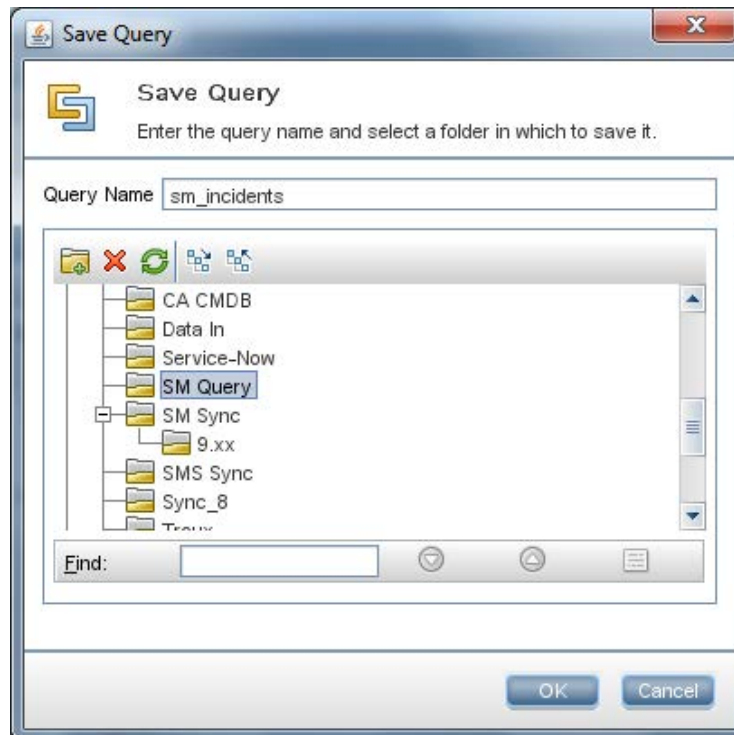 Save Query
Save Query
Enter the query name and select a folder in which to save it.
Query Name sm_incidents
CA CMDB
Data In
Service-Now
SM Query
SM Sync
9.xx
SMS Sync
Sync_8
Find:
OK Cancel